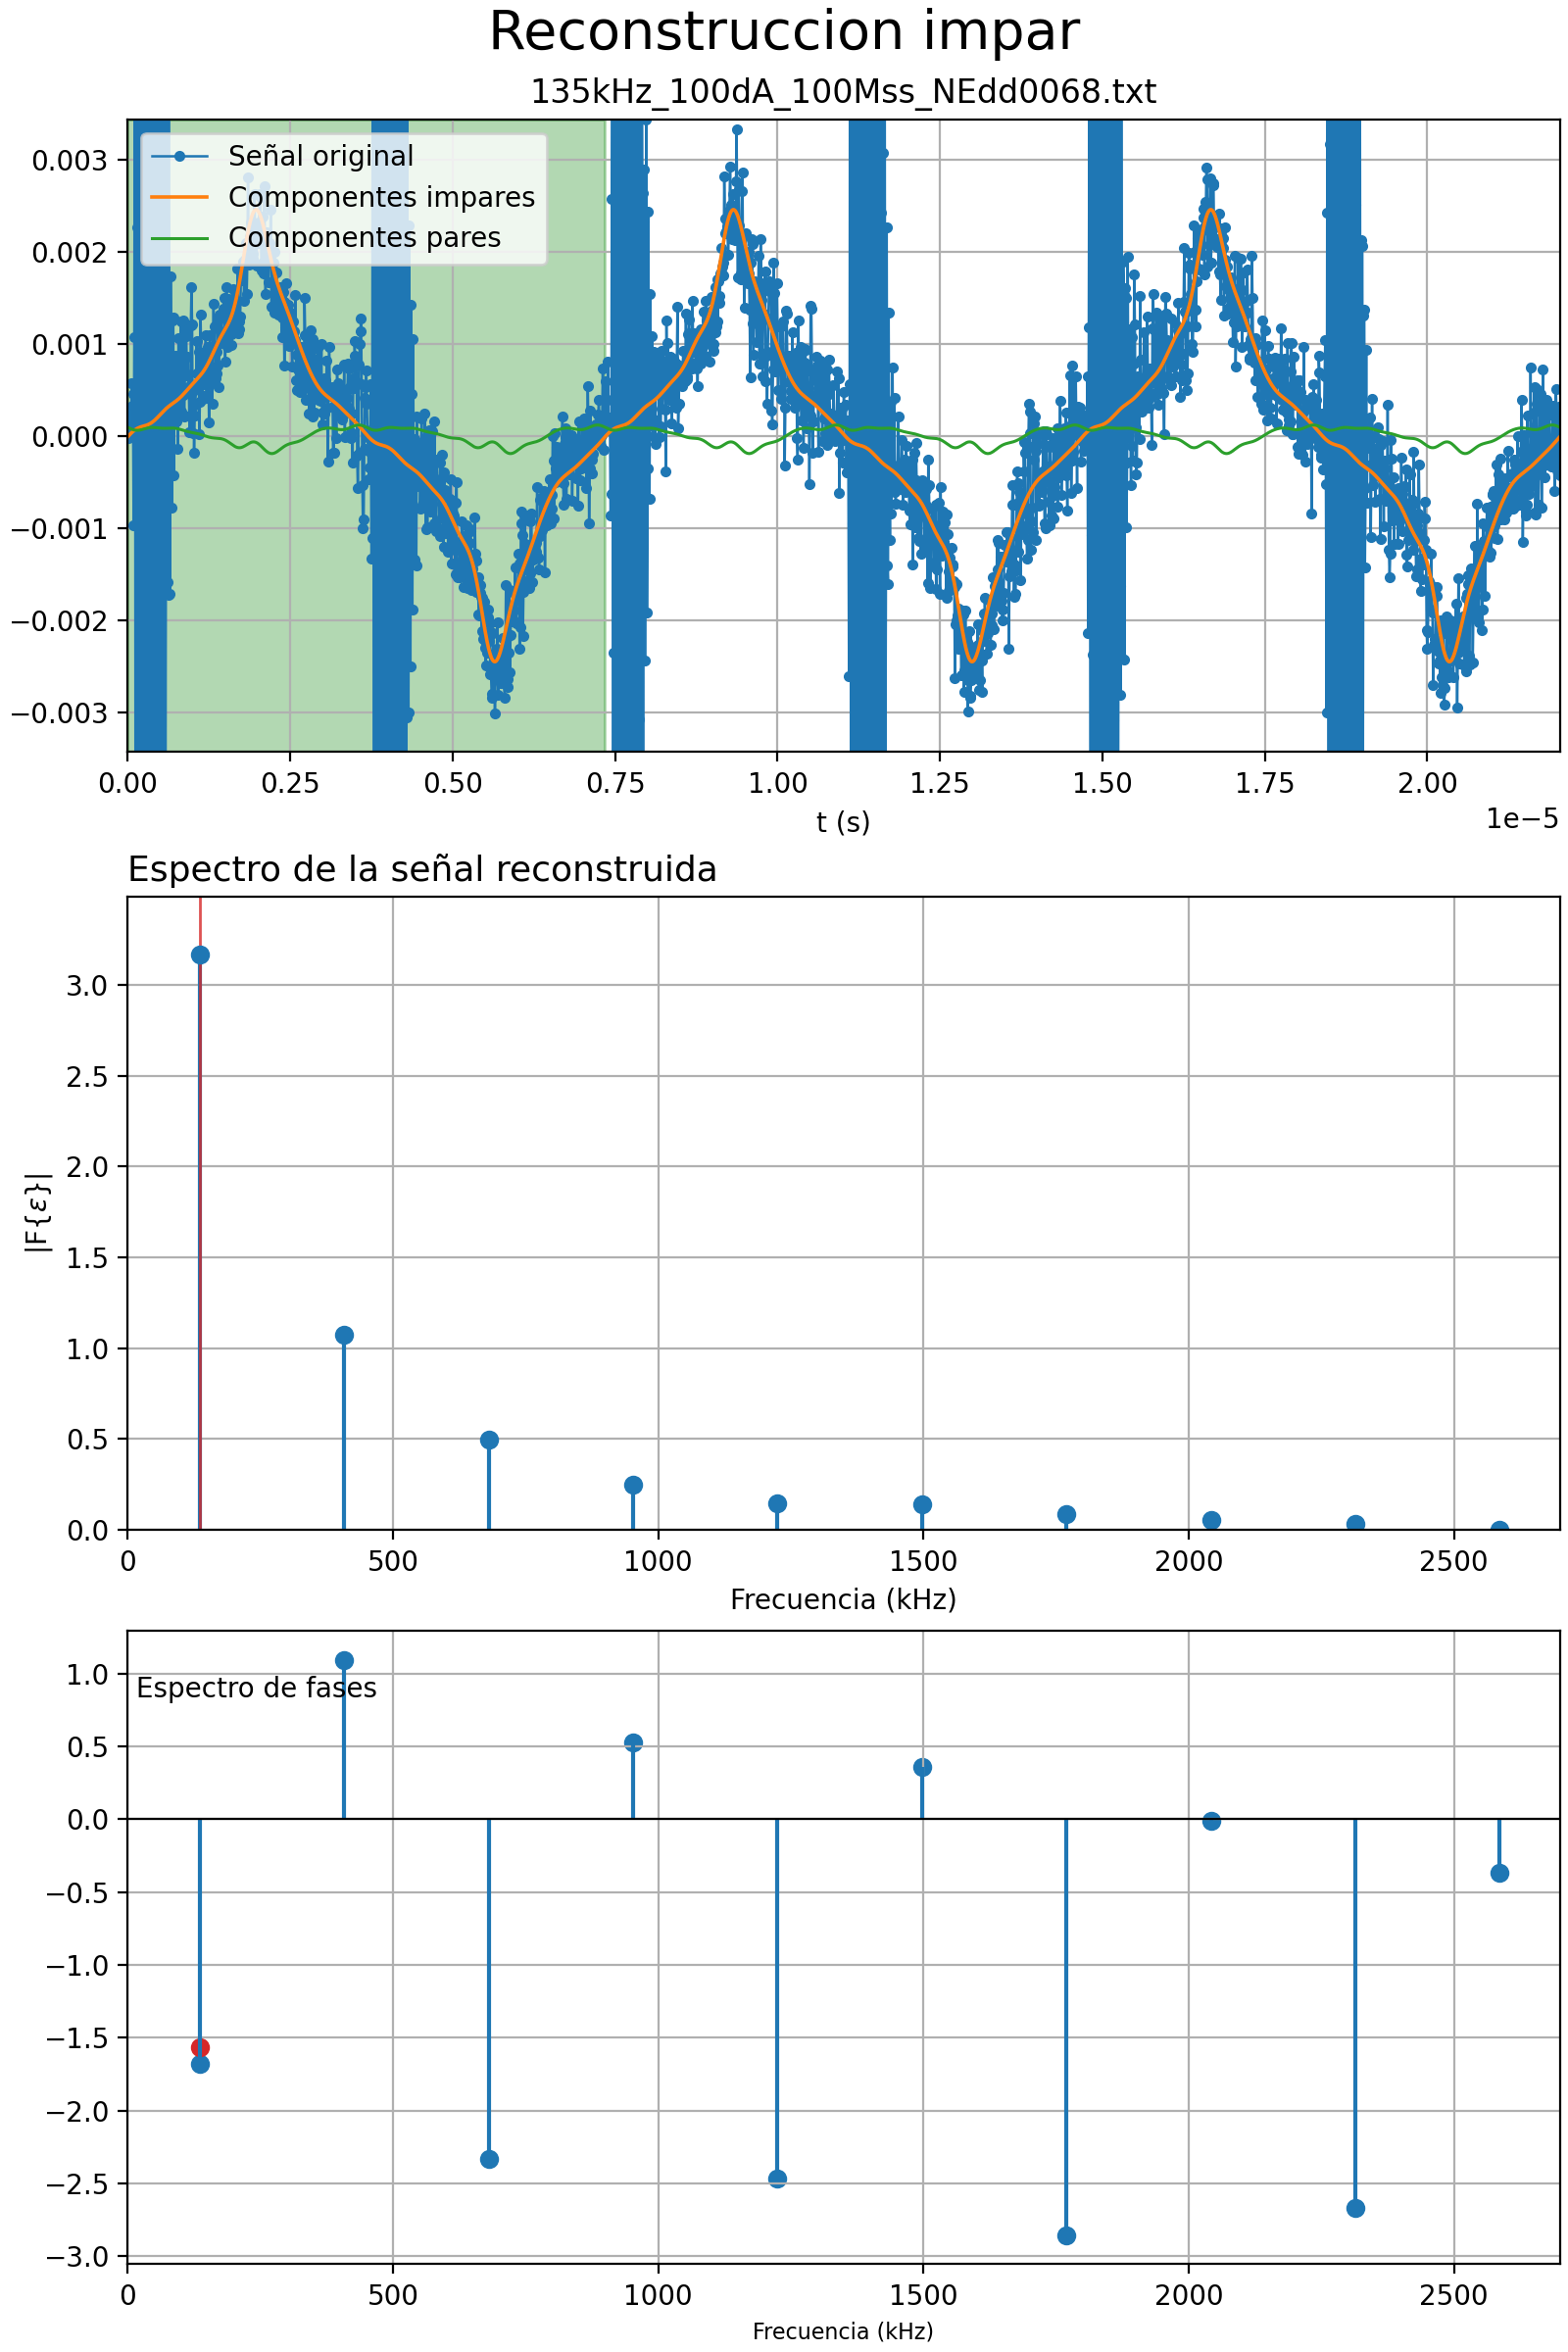 Reconstruccion impar
135kHz_100dA_100Mss_NEdd0068.txt
Señal original
Componentes impares
Componentes pares
0.003
0.002
0.001
0.000
−0.001
−0.002
−0.003
0.00 0.25 0.50 0.75 1.00 1.25 1.50 1.75 2.00
t (s)
1e−5
Espectro de la señal reconstruida
3.0
2.5
2.0
1.5
1.0
0.5
0.0
|F{ε}|
0 500 1000 1500 2000 2500
Frecuencia (kHz)
Espectro de fases
1.0
0.5
0.0
−0.5
−1.0
−1.5
−2.0
−2.5
−3.0
0 500 1000 1500 2000 2500
Frecuencia (kHz)